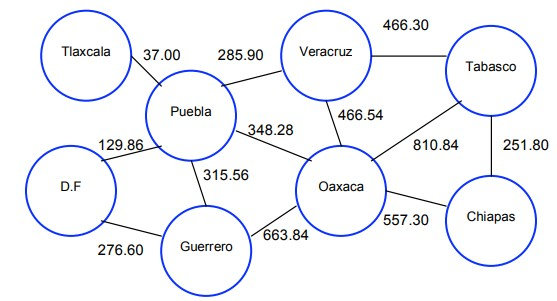 466.30
Tlaxcala
37.00
285.90
Veracruz
Tabasco
Puebla
466.54
129.86
348.28
810.84
251.80
315.56
D.F
Oaxaca
557.30
Chiapas
276.60
Guerrero
663.84